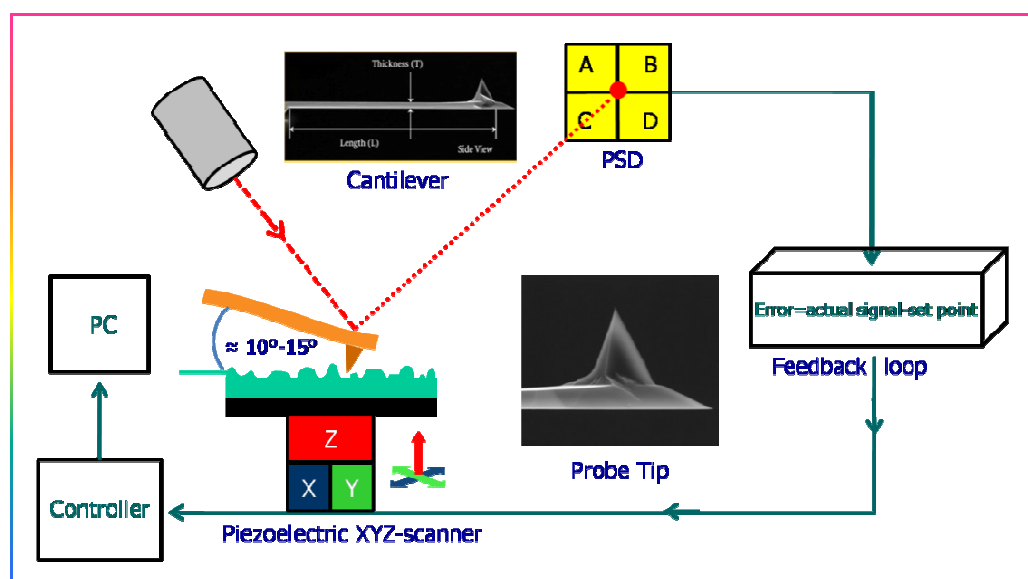 Thickness (T)
Length (L)
Side View
Cantilever
A
B
C
D
PSD
PC
≈ 10º-15º
Error=actual signal-set point
Feedback loop
Z
X
Y
Probe Tip
Controller
Piezoelectric XYZ-scanner